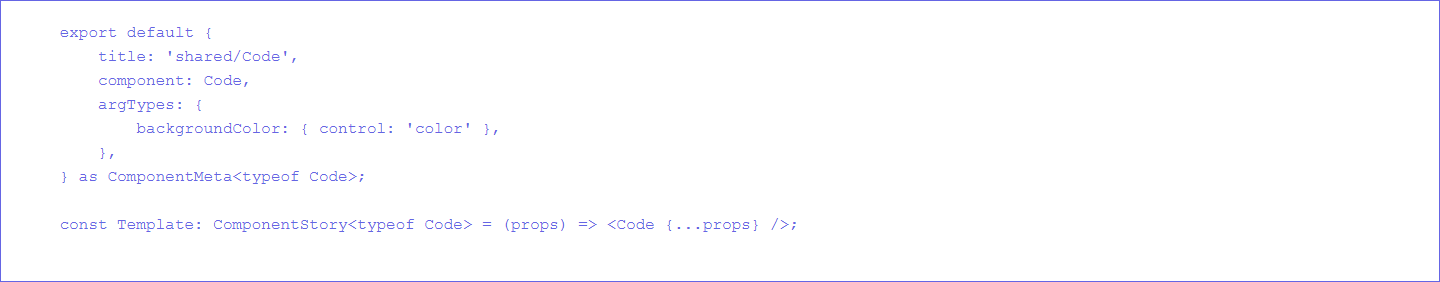 export default {
    title: 'shared/Code',
    component: Code,
    argTypes: {
        backgroundColor: { control: 'color' },
    },
} as ComponentMeta<typeof Code>;

const Template: ComponentStory<typeof Code> = (props) => <Code {...props} />;